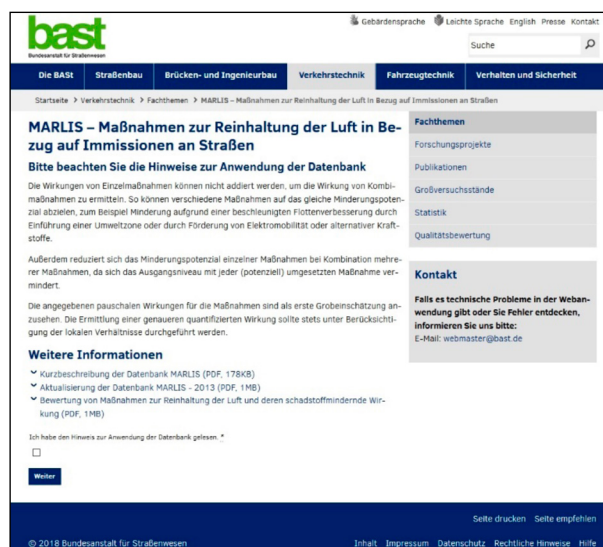 Gebärdensprache Leichte Sprache English Presse Kontakt
bast
Bundesanstalt für Straßenwesen
Suche
Die BASt Straßenbau Brücken- und Ingenieurbau Verkehrstechnik Fahrzeugtechnik Verhalten und Sicherheit
Startseite > Verkehrstechnik > Fachthemen > MARLIS – Maßnahmen zur Reinhaltung der Luft in Bezug auf Immissionen an Straßen
MARLIS – Maßnahmen zur Reinhaltung der Luft in Be-
zug auf Immissionen an Straßen
Bitte beachten Sie die Hinweise zur Anwendung der Datenbank
Die Wirkungen von Einzelmaßnahmen können nicht addiert werden, um die Wirkung von Kombi-
maßnahmen zu ermitteln. So können verschiedene Maßnahmen auf das gleiche Minderungspoten-
zial abzielen, zum Beispiel Minderung aufgrund einer beschleunigten Flottenverbesserung durch
Einführung einer Umweltzone oder durch Förderung von Elektromobilität oder alternativer Kraft-
stoffe.
Außerdem reduziert sich das Minderungspotenzial einzelner Maßnahmen bei Kombination mehre-
rer Maßnahmen, da sich das Ausgangsniveau mit jeder (potenziell) umgesetzten Maßnahme ver-
mindert.
Die angegebenen pauschalen Wirkungen für die Maßnahmen sind als erste Grobeinschätzung an-
zusehen. Die Ermittlung einer genaueren quantifizierten Wirkung sollte stets unter Berücksichti-
gung der lokalen Verhältnisse durchgeführt werden.
Weitere Informationen
Kurzbeschreibung der Datenbank MARLIS (PDF, 178KB)
Aktualisierung der Datenbank MARLIS - 2013 (PDF, 1MB)
Bewertung von Maßnahmen zur Reinhaltung der Luft und deren schadstoffmindernde Wir-
kung (PDF, 1MB)
Ich habe den Hinweis zur Anwendung der Datenbank gelesen. *
Weiter
Fachthemen
Forschungsprojekte
Publikationen
Großversuchsstände
Statistik
Qualitätsbewertung
Kontakt
Falls es technische Probleme in der Weban-
wendung gibt oder Sie Fehler entdecken,
informieren Sie uns bitte:
E-Mail: webmaster@bast.de
Seite drucken Seite empfehlen
© 2018 Bundesanstalt für Straßenwesen Inhalt Impressum Datenschutz Rechtliche Hinweise Hilfe